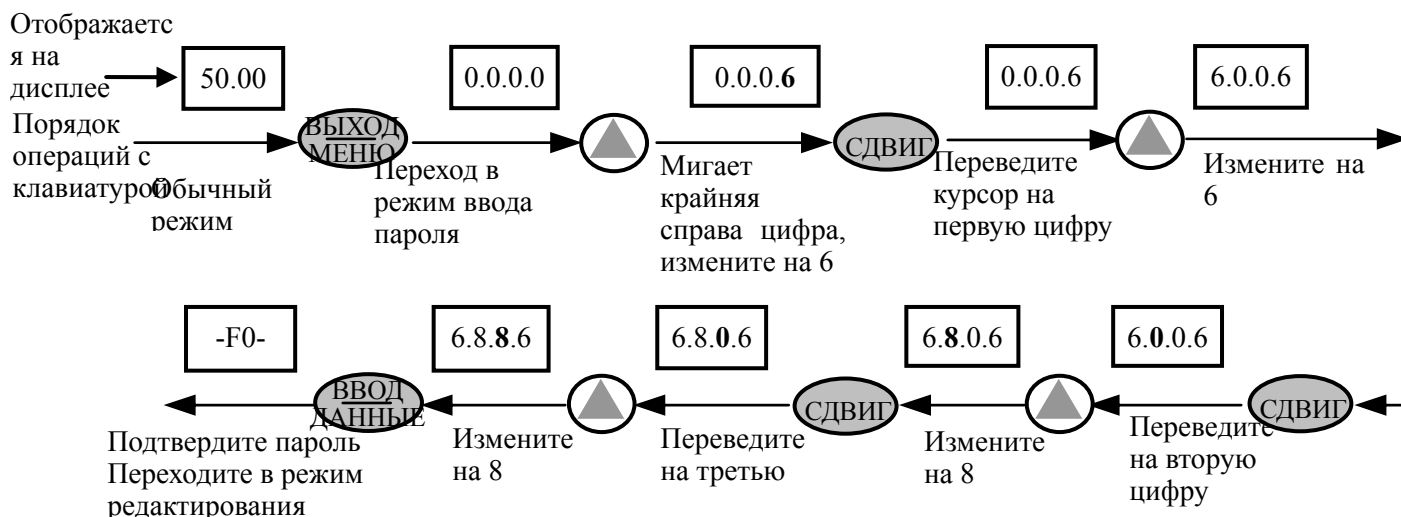 Отображаетс
я на
дисплее
50.00
0.0.0.0
0.0.0.6
0.0.0.6
6.0.0.6
Порядок
операций с
клавиатурой
Обычный
режим
ВЫХОД
МЕНЮ
Переход в
режим ввода
пароля
Мигает
крайняя
справа цифра,
измените на 6
СДВИГ
Переведите
курсор на
первую цифру
Измените на
6
-F0-
6.8.8.6
6.8.0.6
6.8.0.6
6.0.0.6
ВВОД
ДАННЫЕ
СДВИГ
СДВИГ
Подтвердите пароль
Переходите в режим
редактирования
Измените
на 8
Переведите
на третью
Измените
на 8
Переведите
на вторую
цифру